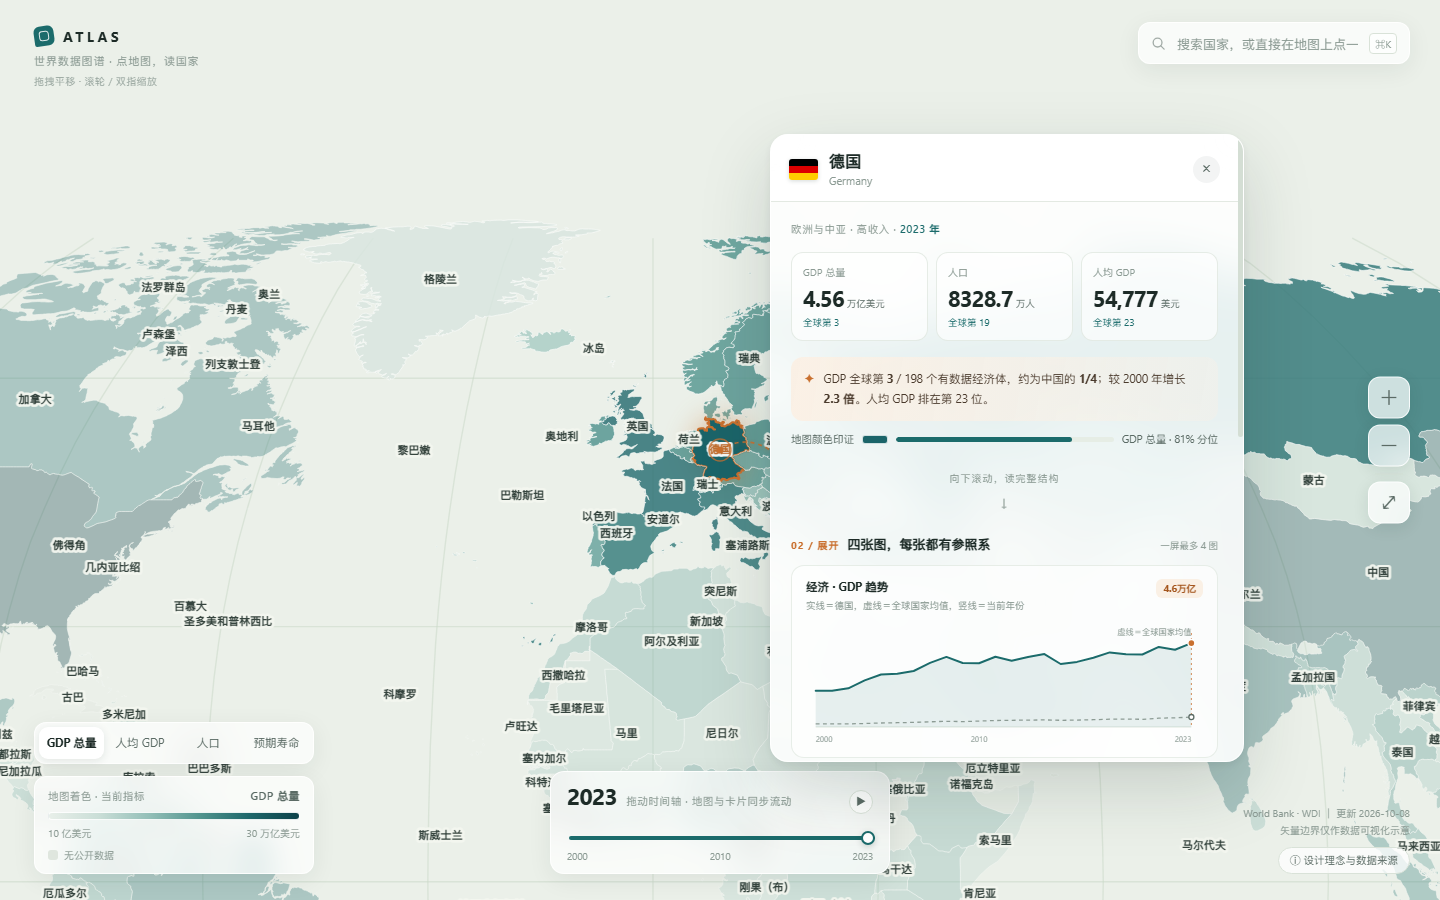 ATLAS
世界数据图谱 · 点地图，读国家
拖拽平移 · 滚轮 / 双指缩放
搜索国家，或直接在地图上点一
⌘K
德国
Germany
×
欧洲与中亚 · 高收入 · 2023 年
GDP 总量
4.56 万亿美元
全球第 3
人口
8328.7 万人
全球第 19
人均 GDP
54,777 美元
全球第 23
✦ GDP 全球第 3 / 198 个有数据经济体，约为中国的 1/4；较 2000 年增长
2.3 倍。人均 GDP 排在第 23 位。
地图颜色印证
GDP 总量 · 81% 分位
向下滚动，读完整结构
↓
02 / 展开 四张图，每张都有参照系
一屏最多 4 图
经济 · GDP 趋势
4.6万亿
实线＝德国，虚线＝全球国家均值，竖线＝当前年份
虚线＝全球国家均值
2000
2010
2023
格陵兰
法罗群岛
奥兰
丹麦
卢森堡
泽西
列支敦士登
冰岛
瑞典
加拿大
马耳他
奥地利
英国
荷兰
德国
黎巴嫩
法国
瑞士
巴勒斯坦
以色列
安道尔
意大利
西班牙
塞浦路斯
佛得角
几内亚比绍
突尼斯
百慕大
圣多美和普林西比
摩洛哥
新加坡
阿尔及利亚
巴哈马
西撒哈拉
古巴
科摩罗
多米尼加
毛里塔尼亚
卢旺达
马里
尼日尔
塞内加尔
巴巴多斯
厄立特里亚
诺福克岛
斯威士兰
索马里
马尔代夫
厄瓜多尔
刚果（布）
肯尼亚
蒙古
中国
孟加拉国
菲律宾
泰国
马来西亚
GDP 总量
人均 GDP
人口
预期寿命
地图着色 · 当前指标
GDP 总量
10 亿美元
30 万亿美元
无公开数据
2023 拖动时间轴 · 地图与卡片同步流动
2000
2010
2023
World Bank · WDI ｜ 更新 2026-10-08
矢量边界仅作数据可视化示意
ⓘ 设计理念与数据来源